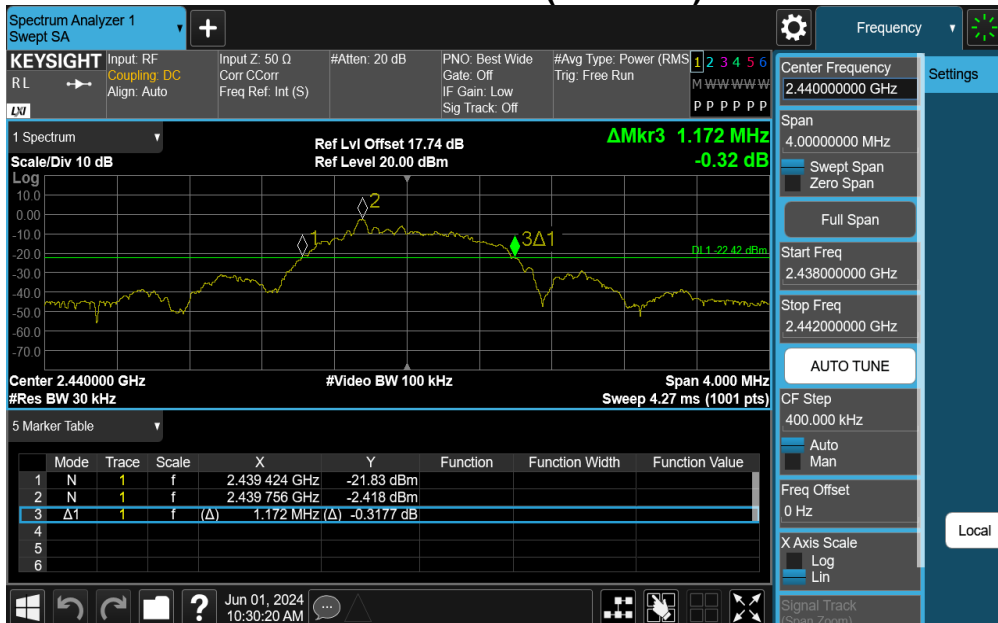 Spectrum Analyzer 1
Swept SA
+
Frequency
KEYSIGHT
RL
LXI
Input: RF
Coupling: DC
Align: Auto
Input Z: 50 Ω
Corr CCorr
Freq Ref: Int (S)
#Atten: 20 dB
PNO: Best Wide
Gate: Off
IF Gain: Low
Sig Track: Off
#Avg Type: Power (RMS
Trig: Free Run
1 2 3 4 5 6
M W W W W W
P P P P P P
1 Spectrum
Scale/Div 10 dB
Ref Lvl Offset 17.74 dB
Ref Level 20.00 dBm
ΔMkr3 1.172 MHz
-0.32 dB
Log
10.0
0.00
-10.0
-20.0
-30.0
-40.0
-50.0
-60.0
-70.0
1
2
3Δ1
DL1 -22.42 dBm
Center 2.440000 GHz
#Video BW 100 kHz
Span 4.000 MHz
#Res BW 30 kHz
Sweep 4.27 ms (1001 pts)
5 Marker Table
Mode Trace Scale X Y Function Function Width Function Value
1 N 1 f 2.439 424 GHz -21.83 dBm
2 N 1 f 2.439 756 GHz -2.418 dBm
3 Δ1 1 f (Δ) 1.172 MHz (Δ) -0.3177 dB
4
5
6
Jun 01, 2024
10:30:20 AM
Center Frequency
2.440000000 GHz
Span
4.00000000 MHz
Swept Span
Zero Span
Full Span
Start Freq
2.438000000 GHz
Stop Freq
2.442000000 GHz
AUTO TUNE
CF Step
400.000 kHz
Auto
Man
Freq Offset
0 Hz
X Axis Scale
Log
Lin
Signal Track
(Span Zoom)
Settings
Local